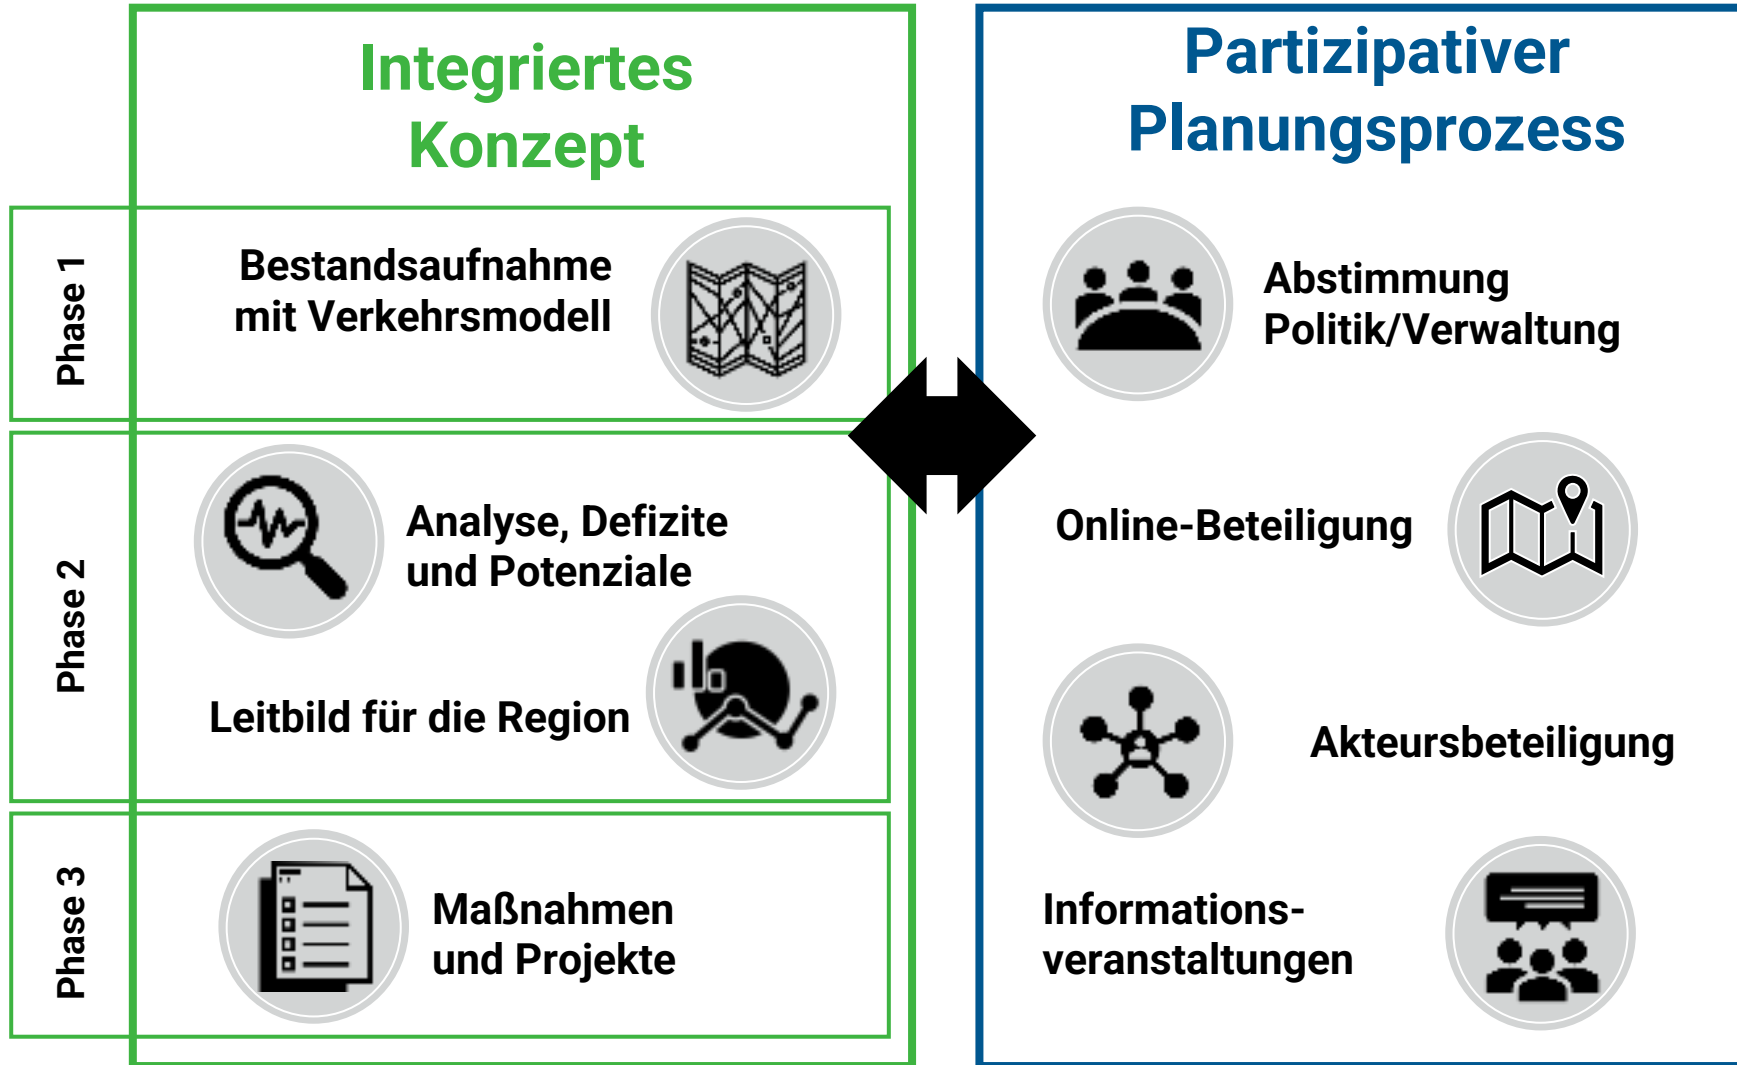 Integriertes
Konzept
Phase 1
Bestandsaufnahme
mit Verkehrsmodell
Phase 2
Analyse, Defizite
und Potenziale
Leitbild für die Region
Phase 3
Maßnahmen
und Projekte
Partizipativer
Planungsprozess
Abstimmung
Politik/Verwaltung
Online-Beteiligung
Akteursbeteiligung
Informations-
veranstaltungen